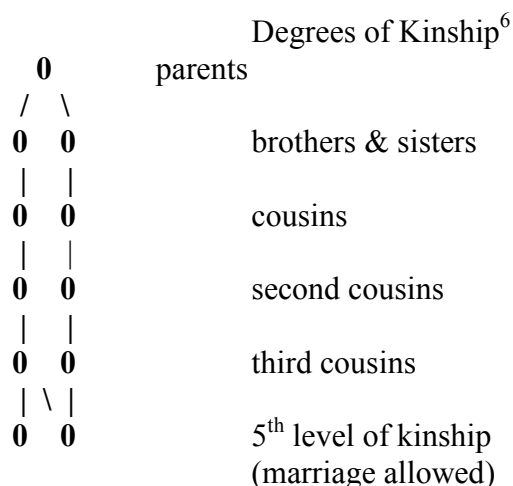 Degrees of Kinship6
0 parents
/ \
0 0 brothers & sisters
| |
0 0 cousins
| |
0 0 second cousins
| |
0 0 third cousins
| \ |
0 0 5th level of kinship
(marriage allowed)